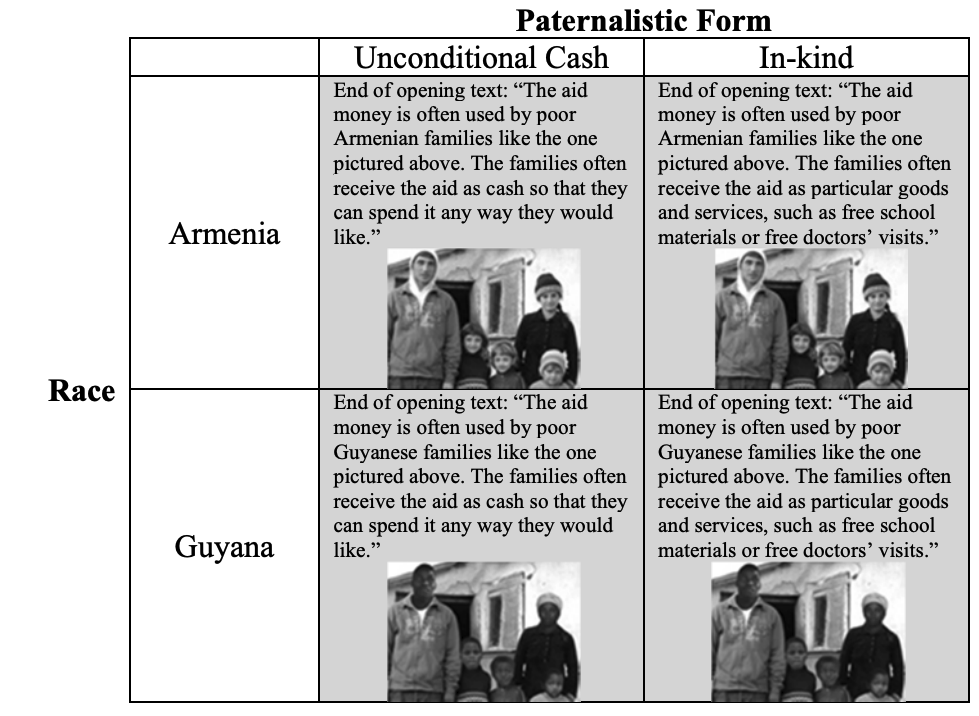 Paternalistic Form
Unconditional Cash
In-kind
Race
Armenia
End of opening text: “The aid
money is often used by poor
Armenian families like the one
pictured above. The families often
receive the aid as cash so that they
can spend it any way they would
like.”
End of opening text: “The aid
money is often used by poor
Armenian families like the one
pictured above. The families often
receive the aid as particular goods
and services, such as free school
materials or free doctors’ visits.”
Guyana
End of opening text: “The aid
money is often used by poor
Guyanese families like the one
pictured above. The families often
receive the aid as cash so that they
can spend it any way they would
like.”
End of opening text: “The aid
money is often used by poor
Guyanese families like the one
pictured above. The families often
receive the aid as particular goods
and services, such as free school
materials or free doctors’ visits.”